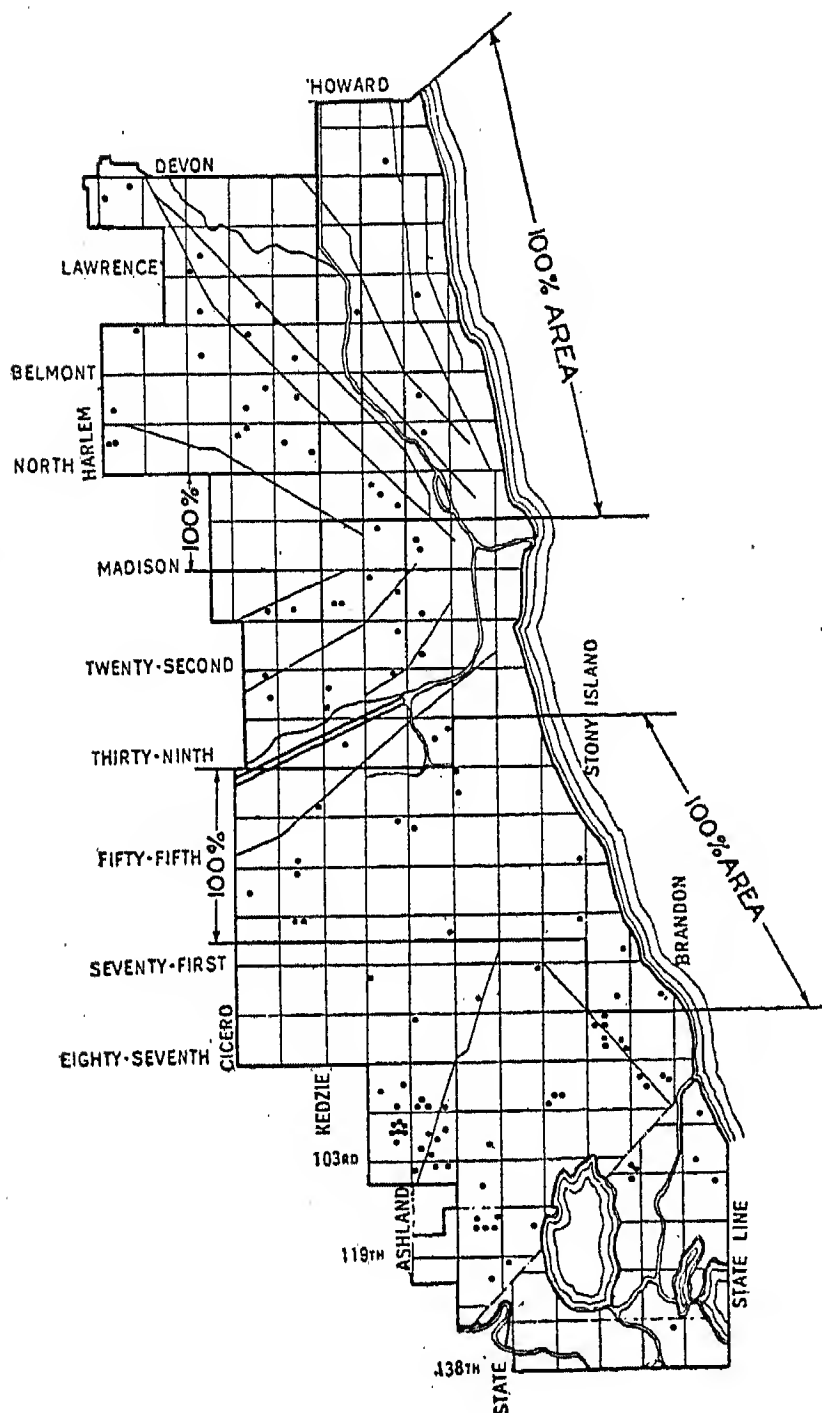 HOWARD
DEVON
LAWRENCE
100% AREA
BELMONT
HARLEM
NORTH
100%
MADISON
TWENTY-SECOND
STONY ISLAND
THIRTY-NINTH
100%
100% AREA
FIFTY-FIFTH
BRANDON
SEVENTY-FIRST
CICERO
EIGHTY-SEVENTH
KEDZIE
103RD
ASHLAND
119TH
STATE LINE
138TH
STATE